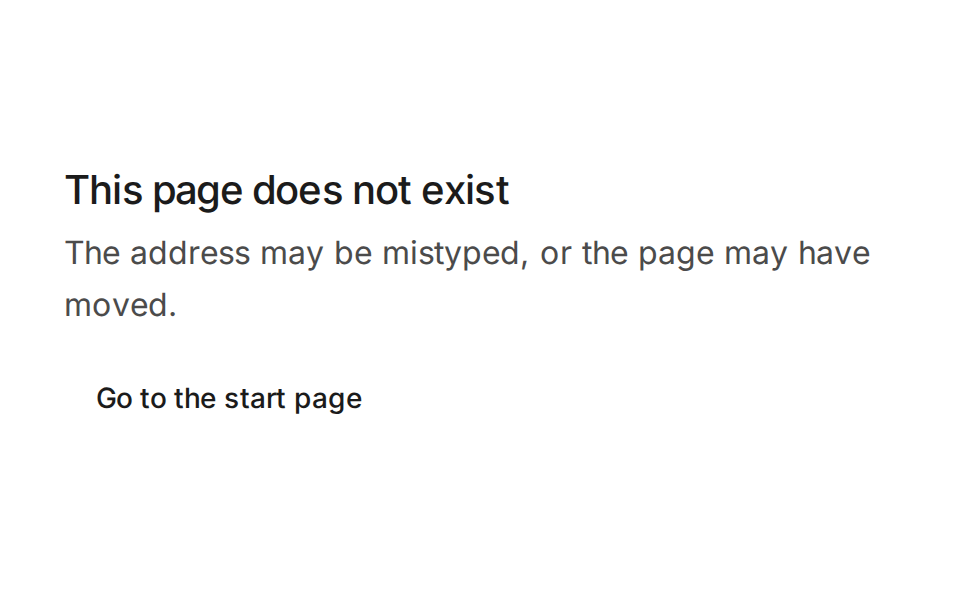 This page does not exist
The address may be mistyped, or the page may have
moved.
Go to the start page